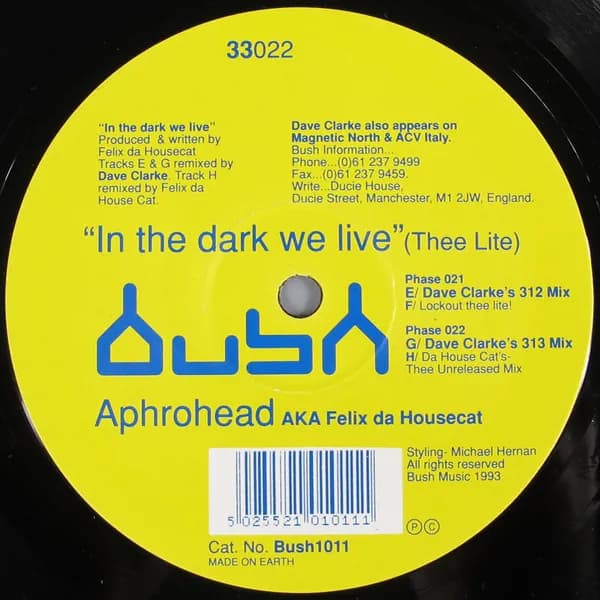 33022
"In the dark we live"
Produced & written by
Felix da Housecat
Tracks E & G remixed by
Dave Clarke. Track H
remixed by Felix da
House Cat.
Dave Clarke also appears on
Magnetic North & ACV Italy.
Bush Information...
Phone...(0)61 237 9499
Fax...(0)61 237 9459.
Write...Ducie House,
Ducie Street, Manchester, M1 2JW, England.
"In the dark we live" (Thee Lite)
Phase 021
E/ Dave Clarke's 312 Mix
F/ Lockout thee lite!
Phase 022
G/ Dave Clarke's 313 Mix
H/ Da House Cat's-
Thee Unreleased Mix
bush
Aphrohead AKA Felix da Housecat
Styling- Michael Hernan
All rights reserved
Bush Music 1993
5 025521 010111
Ⓟ Ⓒ
Cat. No. Bush1011
MADE ON EARTH